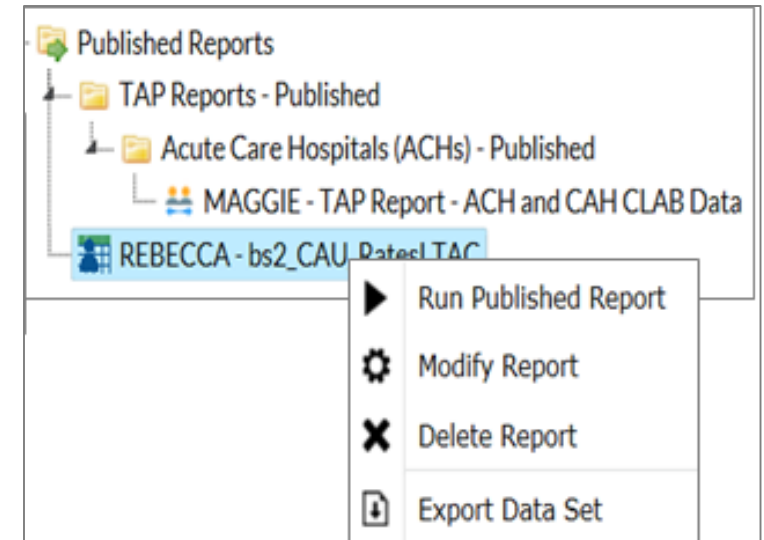 Published Reports
TAP Reports - Published
Acute Care Hospitals (ACHs) - Published
MAGGIE - TAP Report - ACH and CAH CLAB Data
REBECCA - bs2_CAU_RatesLTAC
Run Published Report
Modify Report
Delete Report
Export Data Set